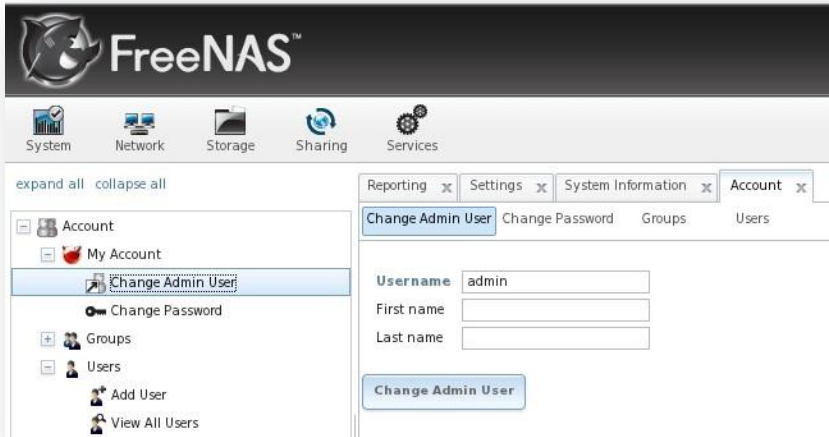 FreeNAS™
System Network Storage Sharing Services
expand all collapse all
Account
My Account
Change Admin User
Change Password
Groups
Users
Add User
View All Users
Reporting x Settings x System Information x Account x
Change Admin User Change Password Groups Users
Username admin
First name
Last name
Change Admin User